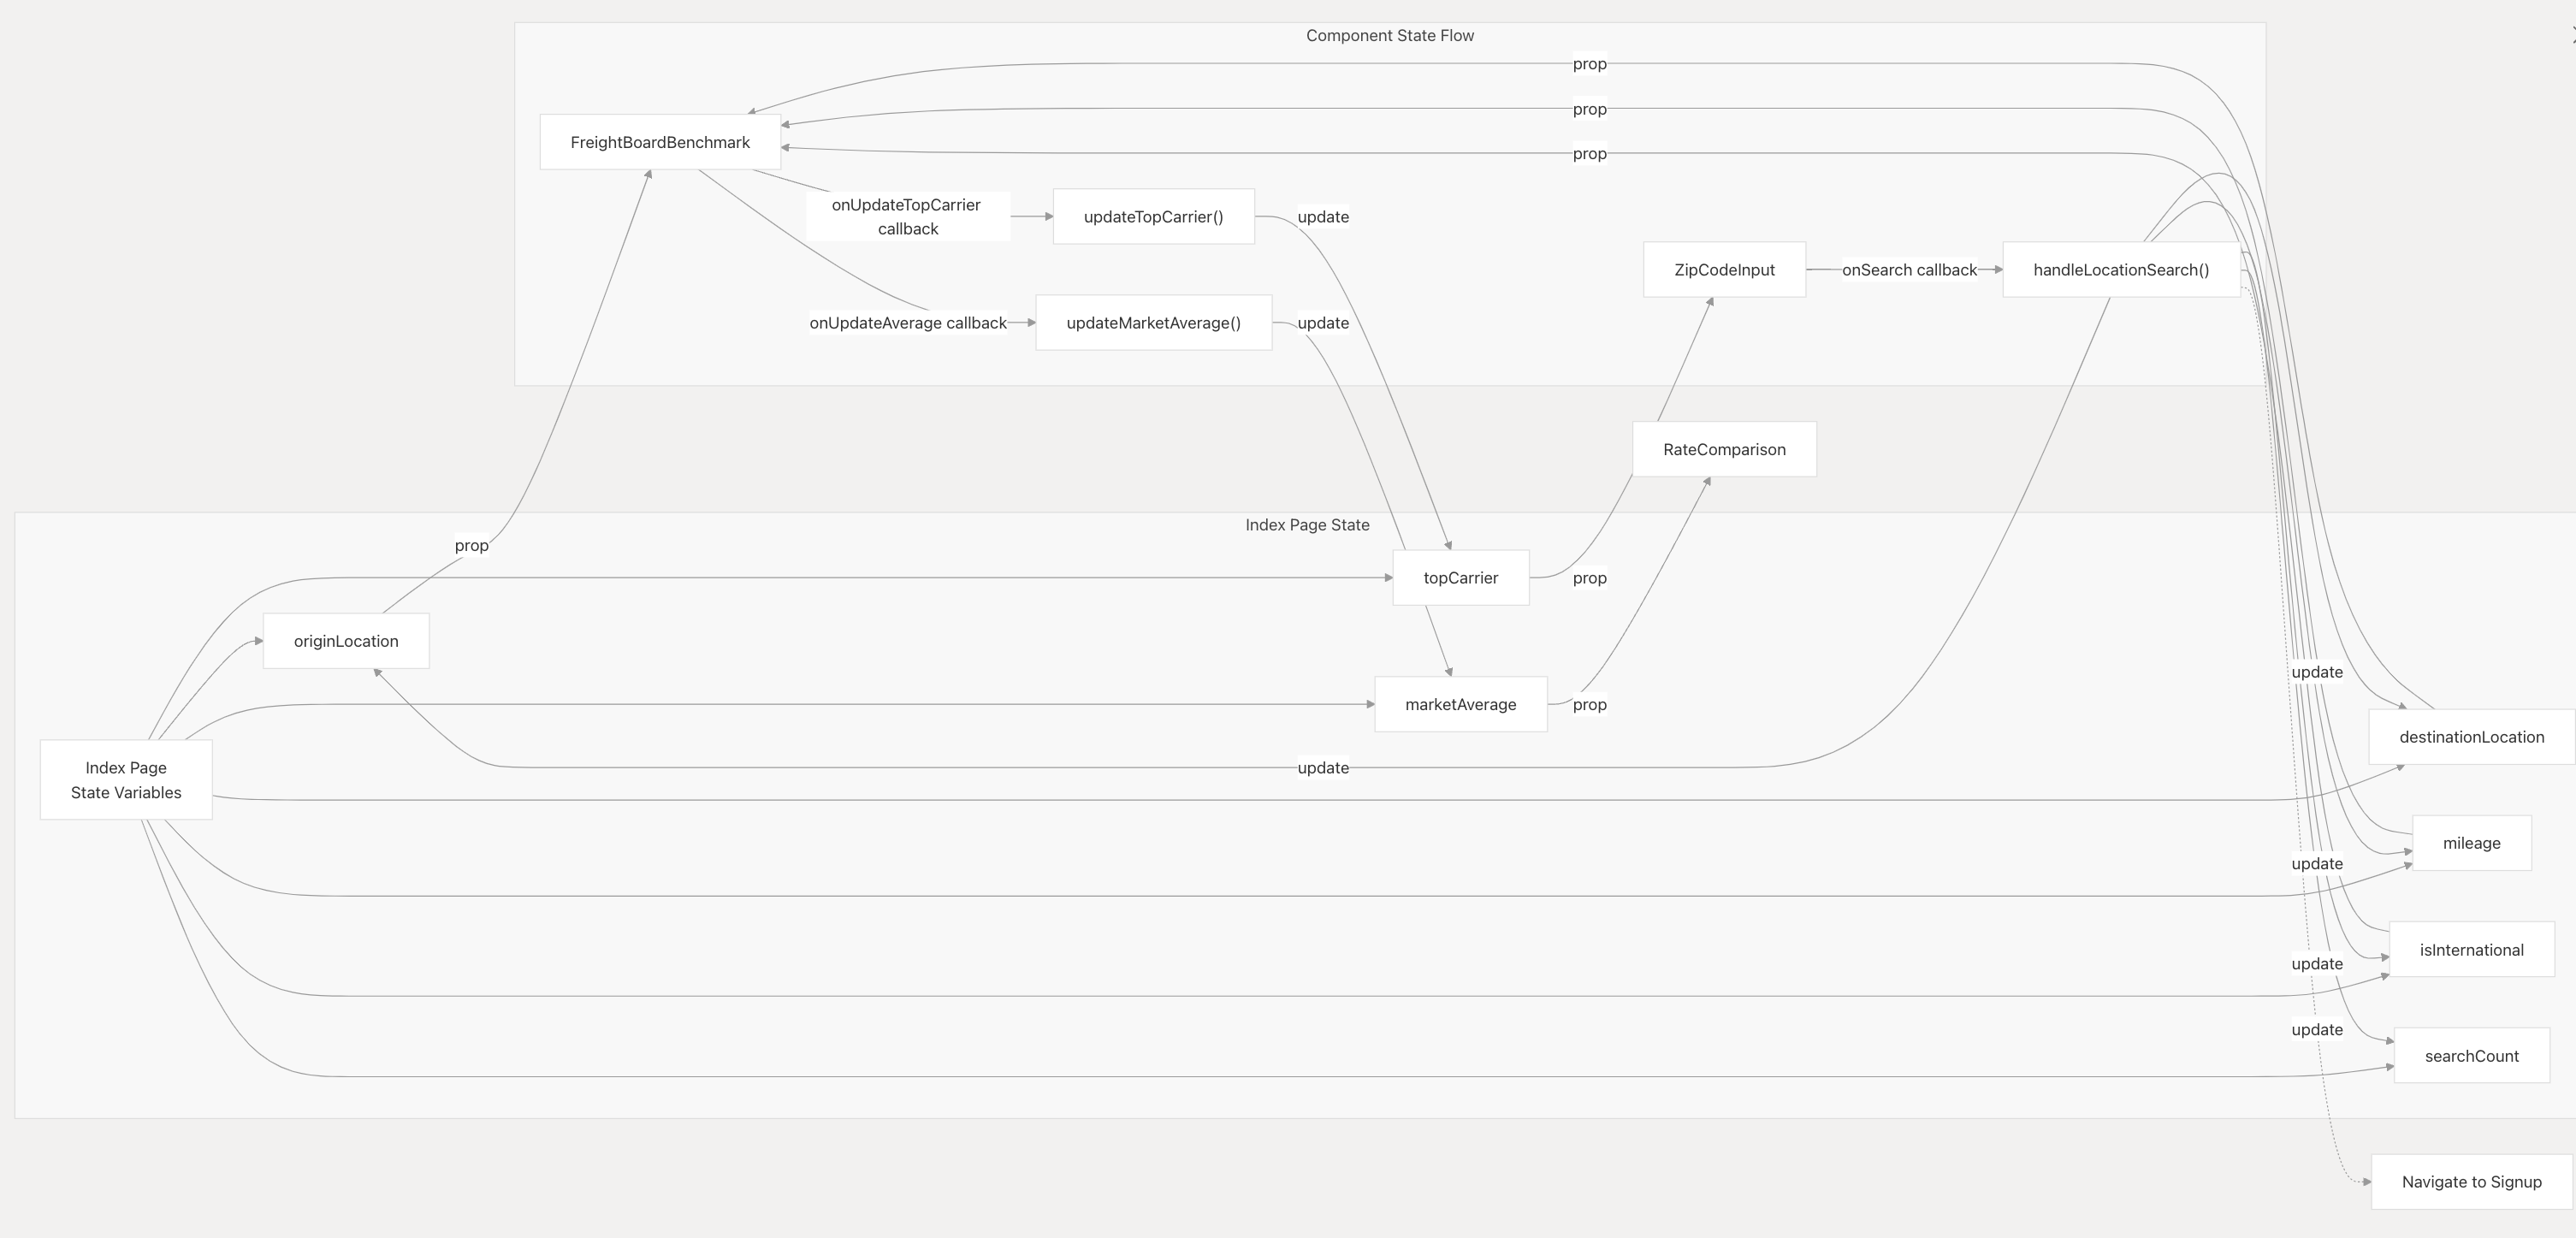 Component State Flow
prop
prop
prop
FreightBoardBenchmark
onUpdateTopCarrier
callback
updateTopCarrier()
update
ZipCodeInput
onSearch callback
handleLocationSearch()
onUpdateAverage callback
updateMarketAverage()
update
RateComparison
Index Page State
prop
topCarrier
prop
originLocation
update
marketAverage
prop
destinationLocation
Index Page
State Variables
update
mileage
update
isInternational
update
update
searchCount
Navigate to Signup